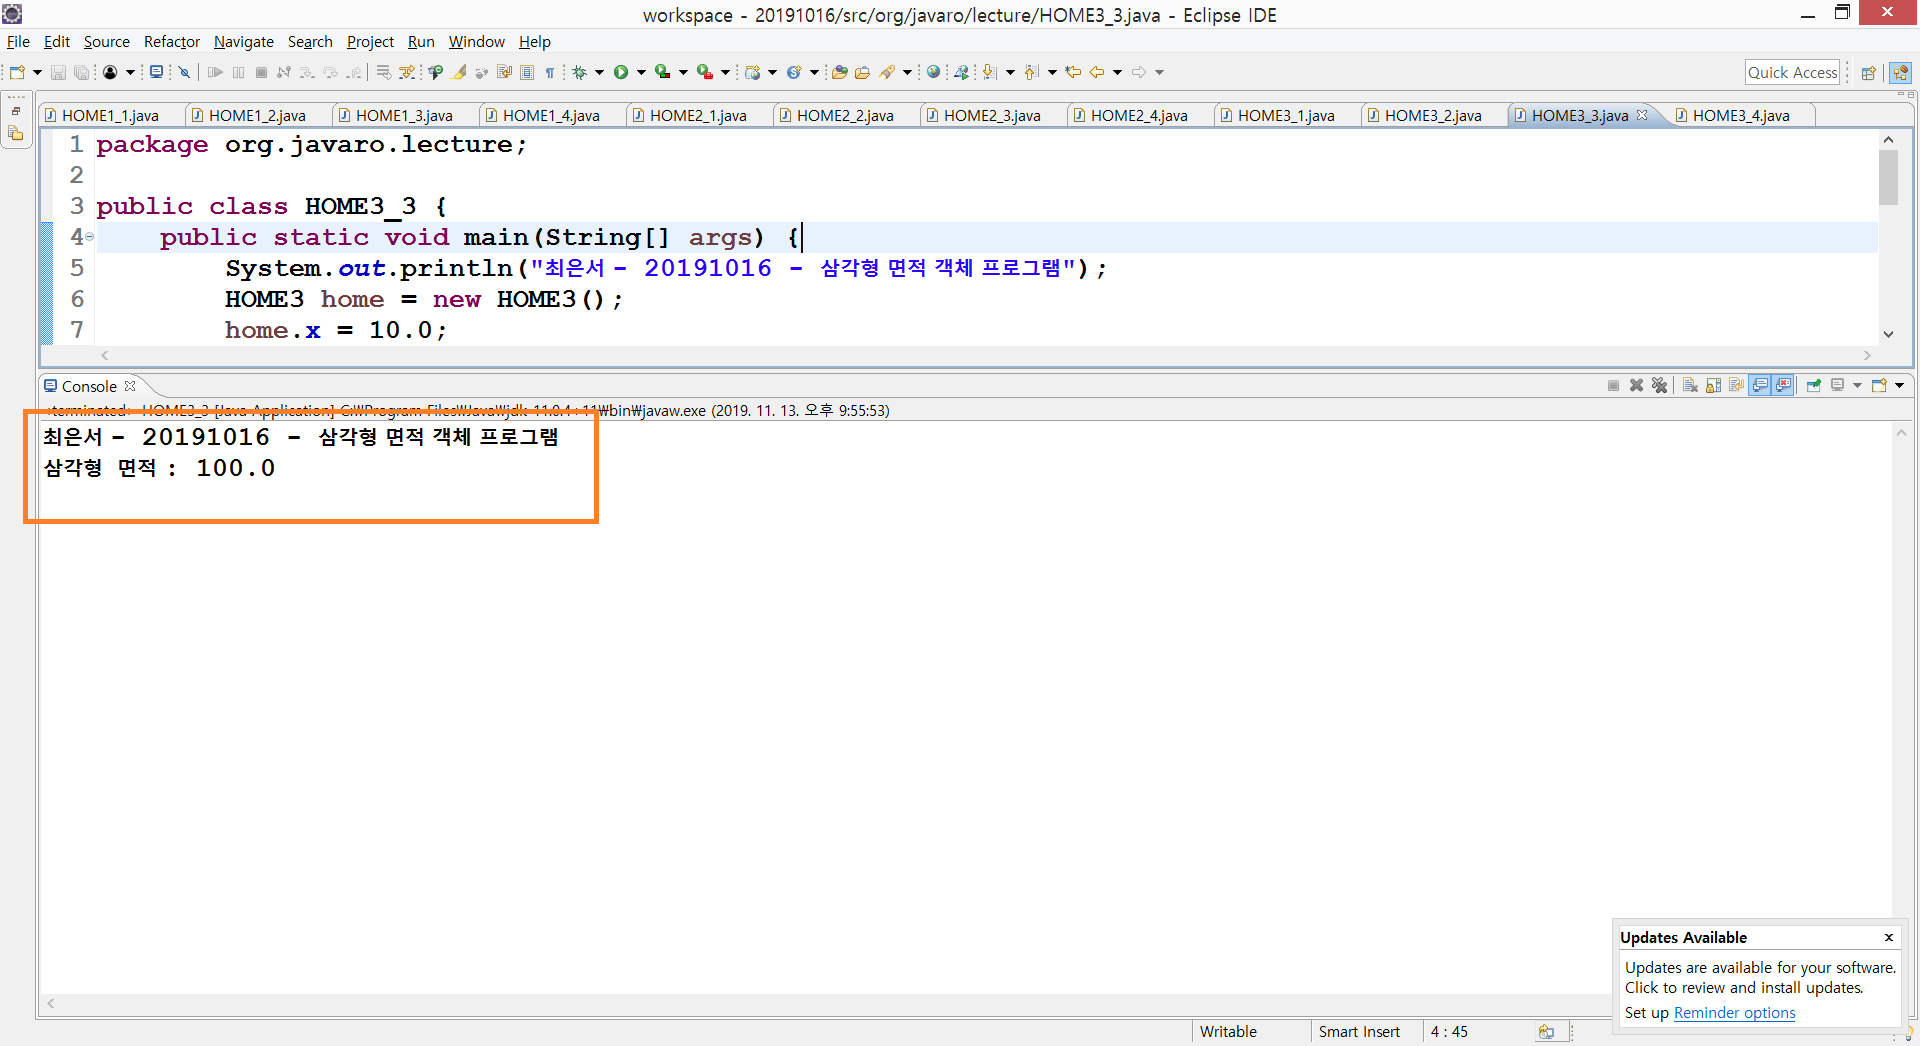 workspace - 20191016/src/org/javaro/lecture/HOME3_3.java - Eclipse IDE
File Edit Source Refactor Navigate Search Project Run Window Help
Quick Access
HOME1_1.java HOME1_2.java HOME1_3.java HOME1_4.java HOME2_1.java HOME2_2.java HOME2_3.java HOME2_4.java HOME3_1.java HOME3_2.java HOME3_3.java HOME3_4.java
1 package org.javaro.lecture;
2
3 public class HOME3_3 {
4 public static void main(String[] args) {
5 System.out.println("최은서 - 20191016 - 삼각형 면적 객체 프로그램");
6 HOME3 home = new HOME3();
7 home.x = 10.0;
Console
<terminated> HOME3_3 [Java Application] C:₩Program Files₩Java₩jdk-11.0.4+11₩bin₩javaw.exe (2019. 11. 13. 오후 9:55:53)
최은서 - 20191016 - 삼각형 면적 객체 프로그램
삼각형 면적 : 100.0
Updates Available
Updates are available for your software.
Click to review and install updates.
Set up Reminder options
Writable Smart Insert 4 : 45